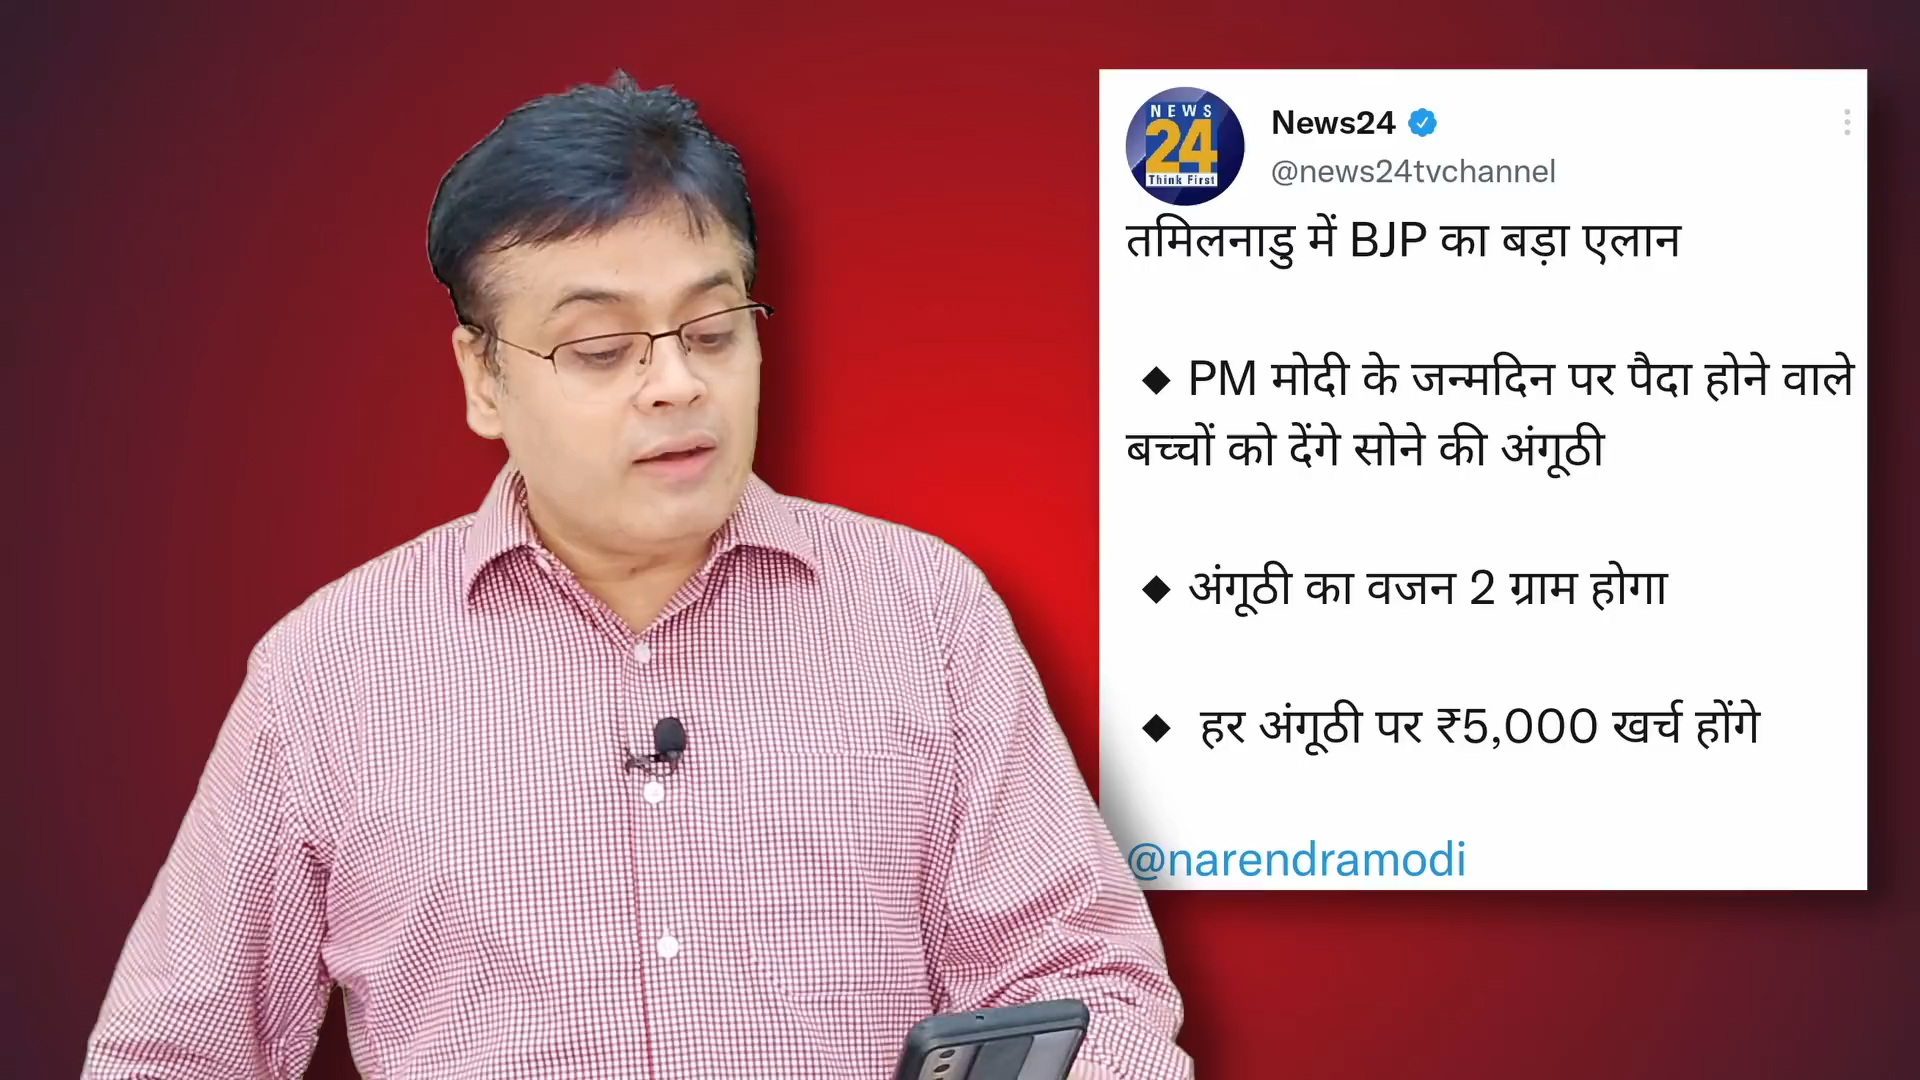 NEWS
24
Think First
News24
@news24tvchannel
तमिलनाडु में BJP का बड़ा एलान
◆ PM मोदी के जन्मदिन पर पैदा होने वाले
बच्चों को देंगे सोने की अंगूठी
◆ अंगूठी का वजन 2 ग्राम होगा
◆ हर अंगूठी पर ₹5,000 खर्च होंगे
@narendramodi